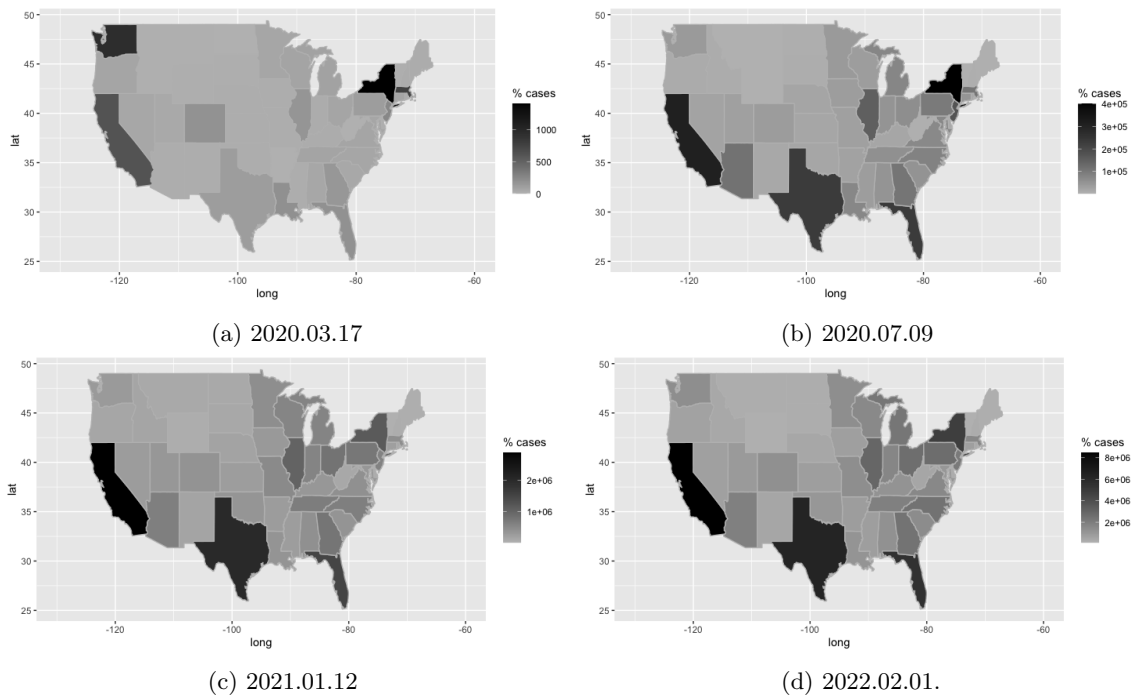 50
45
40
35
30
25
lat
-120
-100
-80
-60
long
% cases
1000
500
0
(a) 2020.03.17
50
45
40
35
30
25
lat
-120
-100
-80
-60
long
% cases
4e+05
3e+05
2e+05
1e+05
(b) 2020.07.09
50
45
40
35
30
25
lat
-120
-100
-80
-60
long
% cases
2e+06
1e+06
(c) 2021.01.12
50
45
40
35
30
25
lat
-120
-100
-80
-60
long
% cases
8e+06
6e+06
4e+06
2e+06
(d) 2022.02.01.